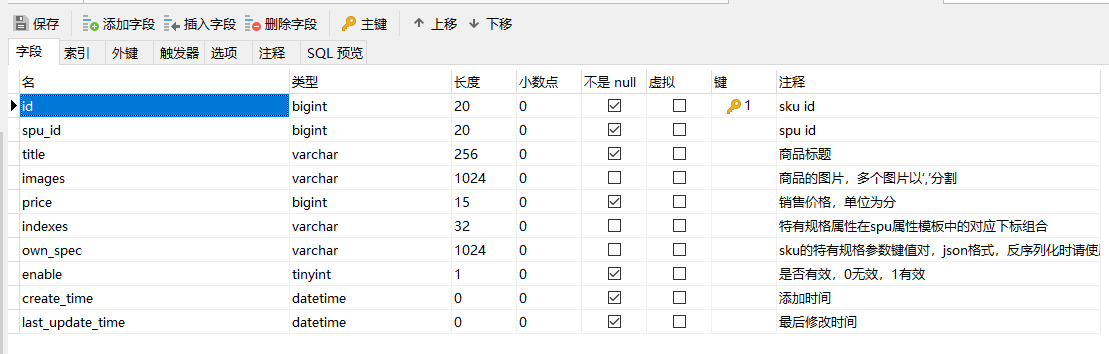 保存 添加字段 插入字段 删除字段 主键 上移 下移
字段 索引 外键 触发器 选项 注释 SQL 预览
名 类型 长度 小数点 不是 null 虚拟 键 注释
id bigint 20 0 1 sku id
spu_id bigint 20 0 spu id
title varchar 256 0 商品标题
images varchar 1024 0 商品的图片，多个图片以‘,’分割
price bigint 15 0 销售价格，单位为分
indexes varchar 32 0 特有规格属性在spu属性模板中的对应下标组合
own_spec varchar 1024 0 sku的特有规格参数键值对，json格式，反序列化时请使
enable tinyint 1 0 是否有效，0无效，1有效
create_time datetime 0 0 添加时间
last_update_time datetime 0 0 最后修改时间